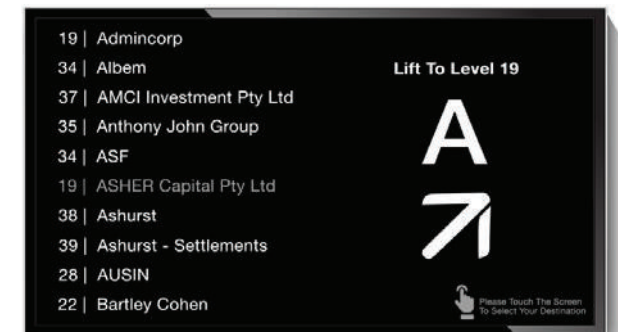 19 | Admincorp
34 | Albem
37 | AMCI Investment Pty Ltd
35 | Anthony John Group
34 | ASF
19 | ASHER Capital Pty Ltd
38 | Ashurst
39 | Ashurst - Settlements
28 | AUSIN
22 | Bartley Cohen
Lift To Level 19
A
Please Touch The Screen
To Select Your Destination